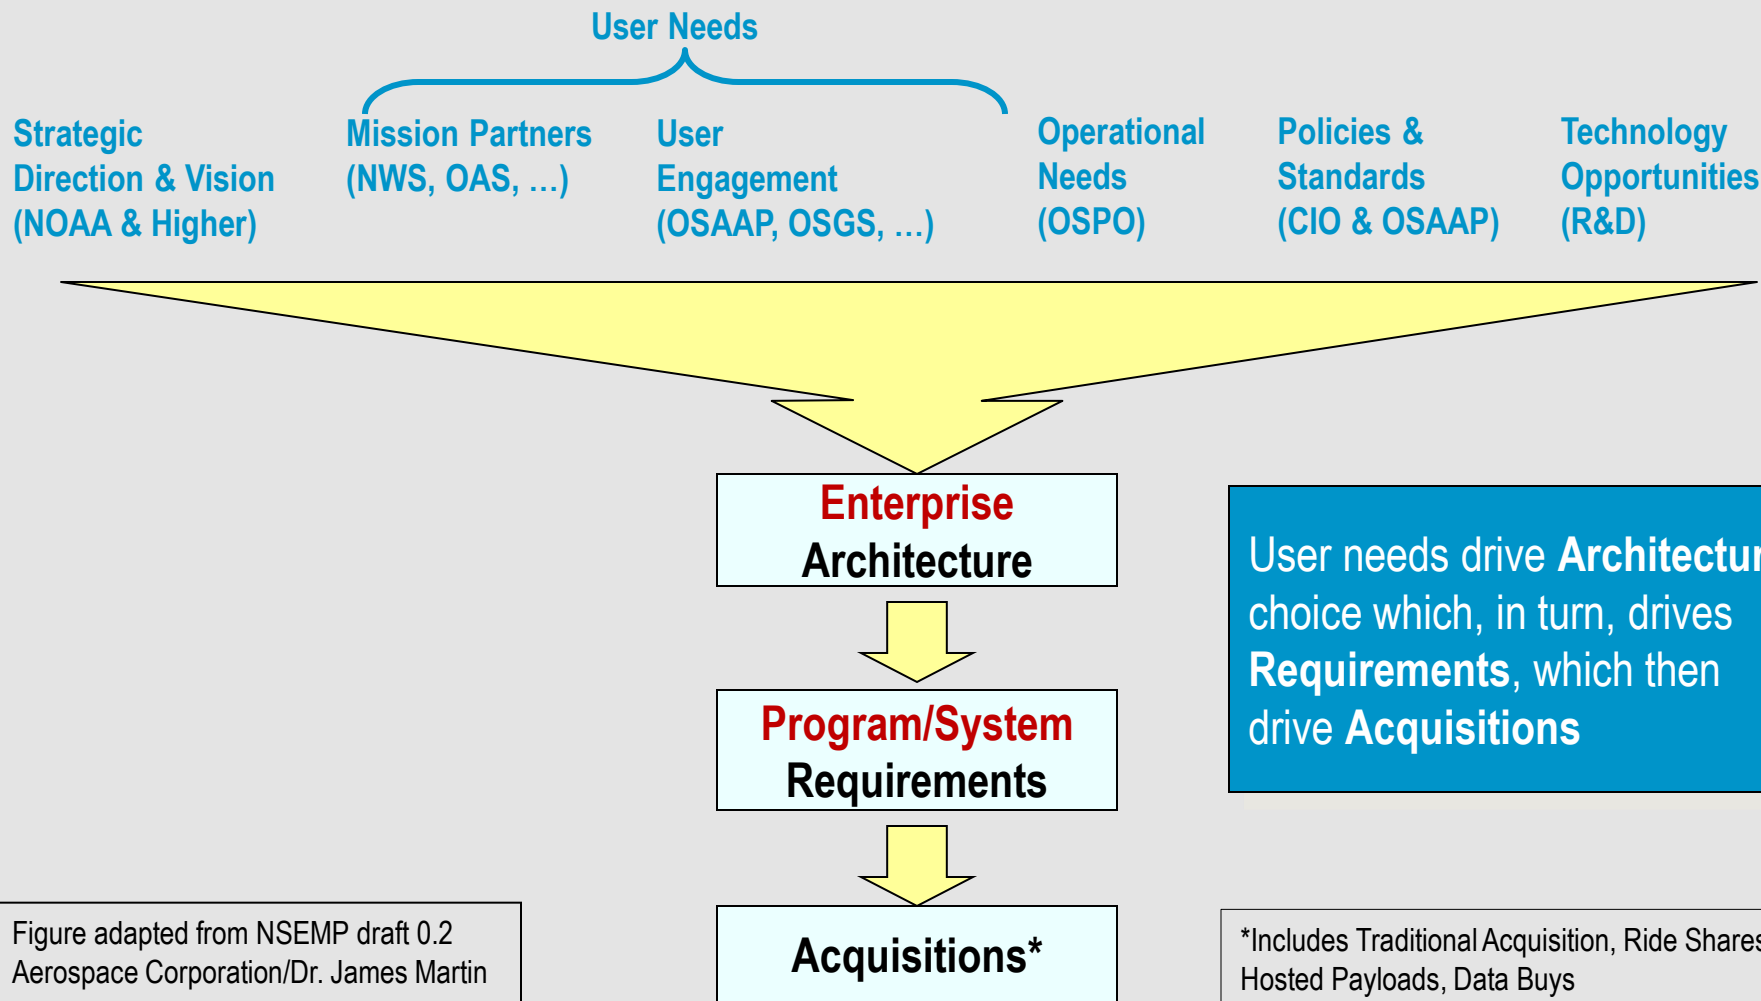 User Needs
Strategic
Direction & Vision
(NOAA & Higher)
Mission Partners
(NWS, OAS, …)
User
Engagement
(OSAAP, OSGS, …)
Operational
Needs
(OSPO)
Policies &
Standards
(CIO & OSAAP)
Technology
Opportunities
(R&D)
Enterprise
Architecture
User needs drive
choice which, in turn, drives
Requirements, which then
drive Acquisitions
Program/System
Requirements
Acquisitions*
Figure adapted from NSEMP draft 0.2
Aerospace Corporation/Dr. James Martin
*Includes Traditional Acquisition, Ride Shares
Hosted Payloads, Data Buys